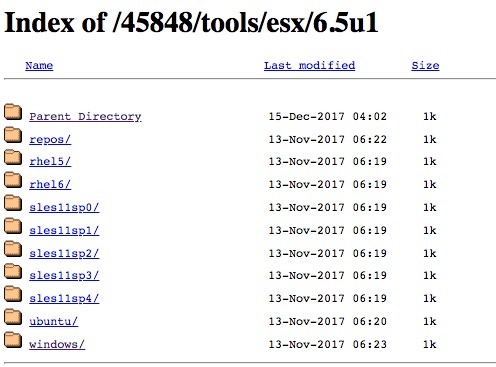 Index of /45848/tools/esx/6.5u1
Name Last modified Size
Parent Directory 15-Dec-2017 04:02 1k
repos/ 13-Nov-2017 06:22 1k
rhel5/ 13-Nov-2017 06:19 1k
rhel6/ 13-Nov-2017 06:19 1k
sles11sp0/ 13-Nov-2017 06:19 1k
sles11sp1/ 13-Nov-2017 06:19 1k
sles11sp2/ 13-Nov-2017 06:19 1k
sles11sp3/ 13-Nov-2017 06:19 1k
sles11sp4/ 13-Nov-2017 06:19 1k
ubuntu/ 13-Nov-2017 06:20 1k
windows/ 13-Nov-2017 06:23 1k